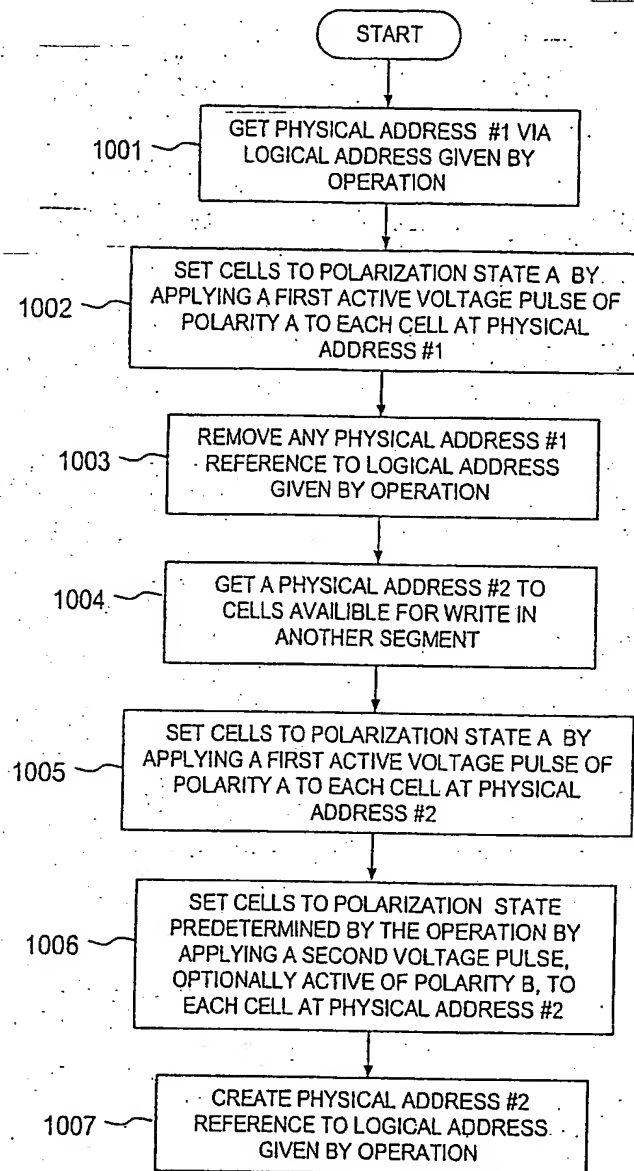 START
1001
GET PHYSICAL ADDRESS #1 VIA
LOGICAL ADDRESS GIVEN BY
OPERATION
1002
SET CELLS TO POLARIZATION STATE A BY
APPLYING A FIRST ACTIVE VOLTAGE PULSE OF
POLARITY A TO EACH CELL AT PHYSICAL
ADDRESS #1
1003
REMOVE ANY PHYSICAL ADDRESS #1
REFERENCE TO LOGICAL ADDRESS
GIVEN BY OPERATION
1004
GET A PHYSICAL ADDRESS #2 TO
CELLS AVAILIBLE FOR WRITE IN
ANOTHER SEGMENT
1005
SET CELLS TO POLARIZATION STATE A BY
APPLYING A FIRST ACTIVE VOLTAGE PULSE OF
POLARITY A TO EACH CELL AT PHYSICAL
ADDRESS #2
1006
SET CELLS TO POLARIZATION STATE
PREDETERMINED BY THE OPERATION BY
APPLYING A SECOND VOLTAGE PULSE,
OPTIONALLY ACTIVE OF POLARITY B, TO
EACH CELL AT PHYSICAL ADDRESS #2
1007
CREATE PHYSICAL ADDRESS #2
REFERENCE TO LOGICAL ADDRESS
GIVEN BY OPERATION